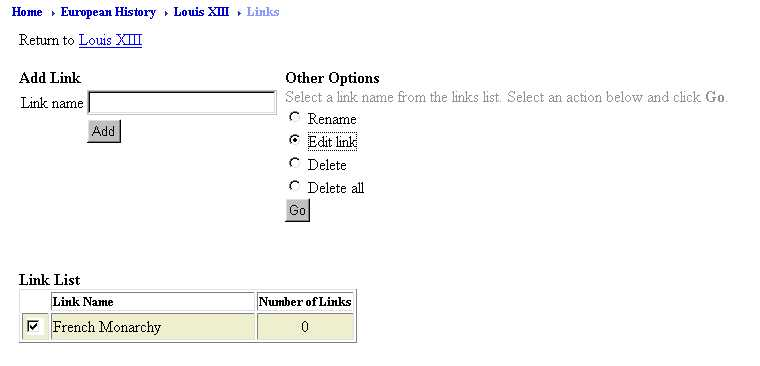 Home › European History › Louis XIII › Links
Return to Louis XIII
Add Link
Link name
Add
Other Options
Select a link name from the links list. Select an action below and click Go.
Rename
Edit link
Delete
Delete all
Go
Link List
Link Name Number of Links
French Monarchy 0